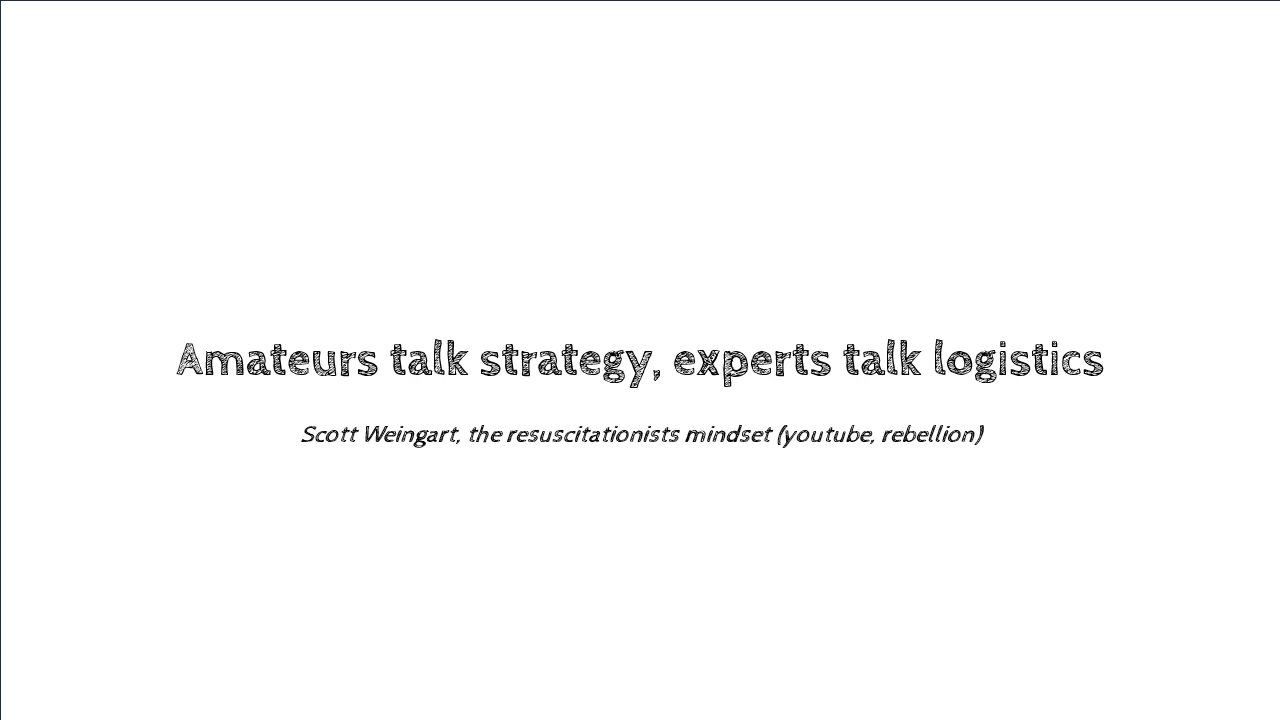 Amateurs talk strategy, experts talk logistics
Scott Weingart, the resuscitationists mindset (youtube, rebellion)